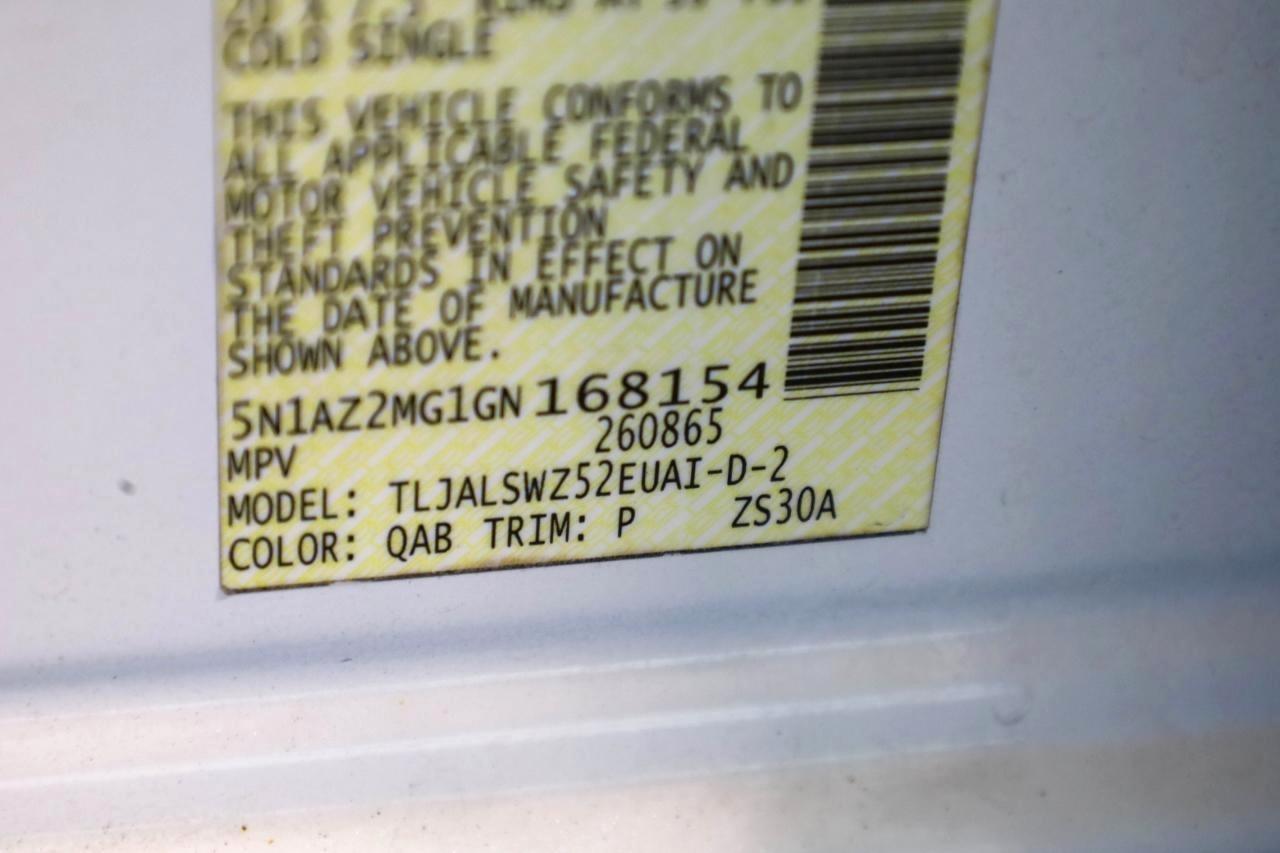 COLD SINGLE
THIS VEHICLE CONFORMS TO
ALL APPLICABLE FEDERAL
MOTOR VEHICLE SAFETY AND
THEFT PREVENTION
STANDARDS IN EFFECT ON
THE DATE OF MANUFACTURE
SHOWN ABOVE.
5N1AZ2MG1GN168154
260865
MPV
MODEL: TLJALSWZ52EUAI-D-2
COLOR: QAB TRIM: P ZS30A